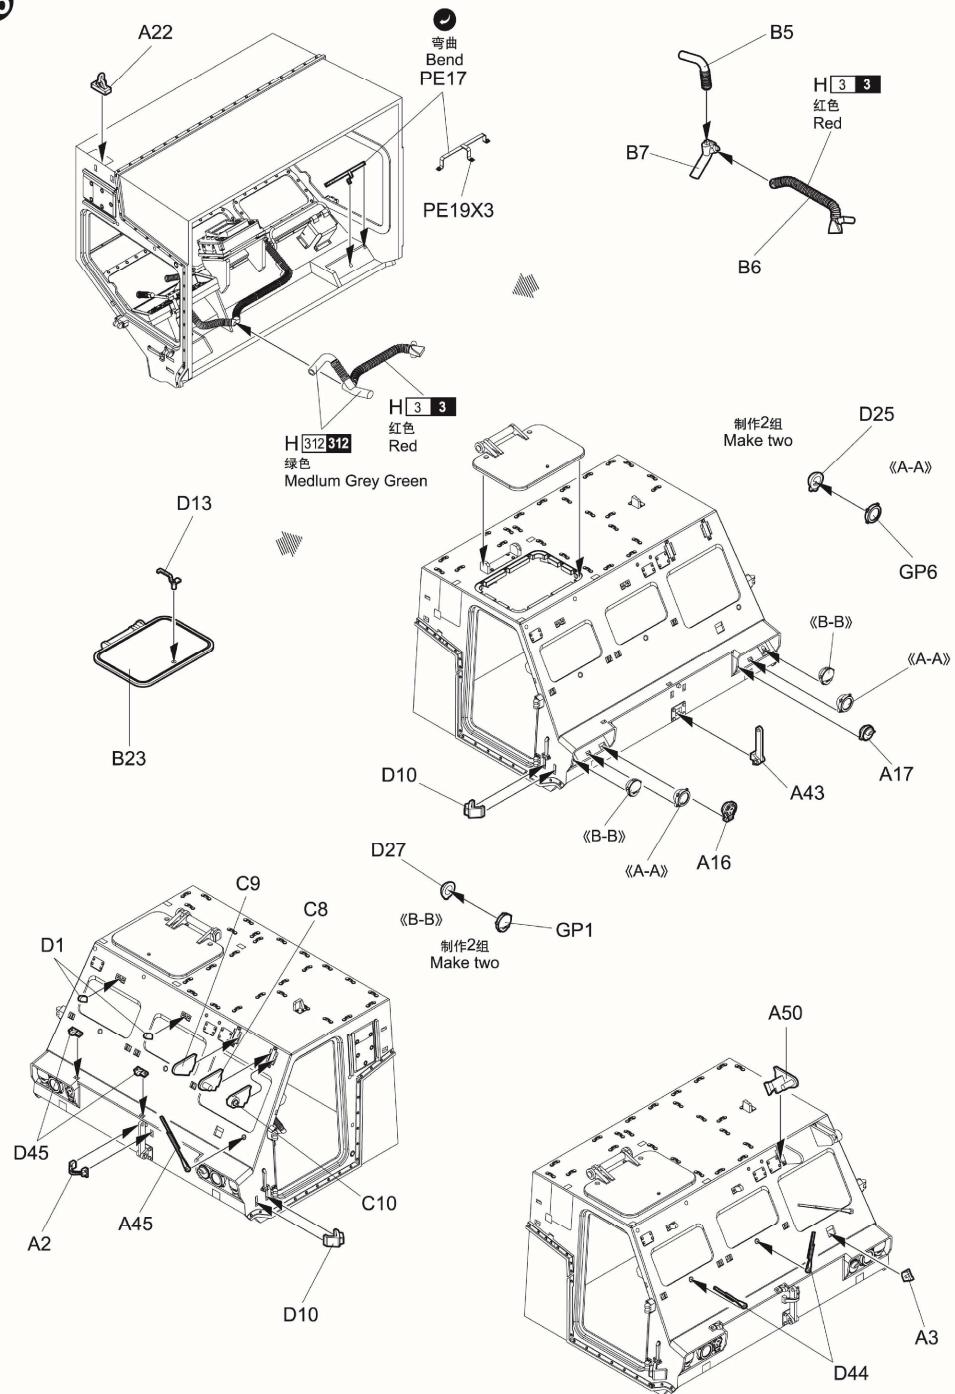 A22
弯曲
Bend
PE17
PE19X3
B5
H 3 3
红色
Red
B7
B6
H 3 3
红色
Red
H 312 312
绿色
Medlum Grey Green
制作2组
Make two
D25
《A-A》
GP6
D13
B23
《B-B》
《A-A》
A17
A43
D10
《B-B》
《A-A》
A16
D27
《B-B》
GP1
制作2组
Make two
C9
C8
D1
D45
A2
A45
C10
D10
A50
A3
D44